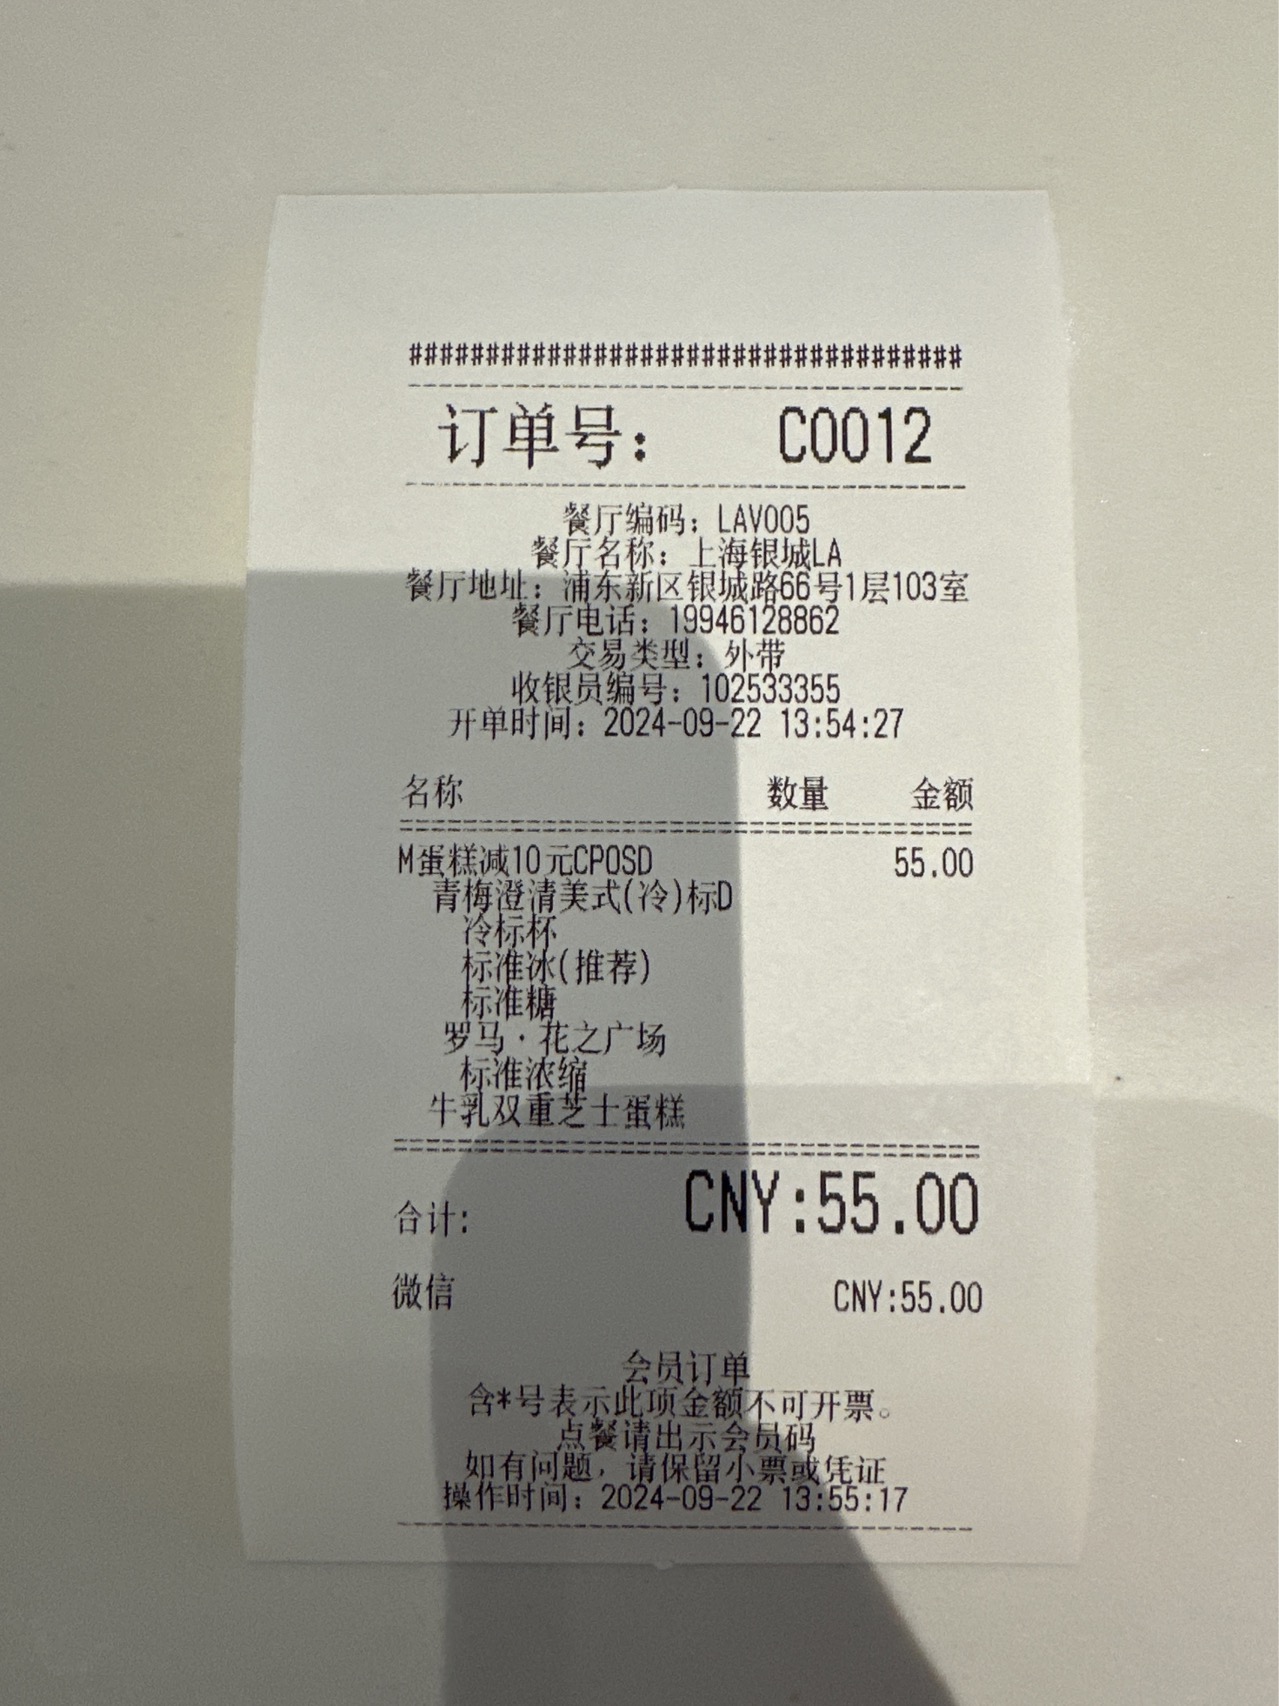 ####################################
订单号： C0012
餐厅编码：LAV005
餐厅名称：上海银城LA
餐厅地址：浦东新区银城路66号1层103室
餐厅电话：19946128862
交易类型：外带
收银员编号：102533355
开单时间：2024-09-22 13:54:27
名称 数量 金额
M蛋糕减10元CPOSD 55.00
青梅澄清美式(冷)标D
冷标杯
标准冰(推荐)
标准糖
罗马·花之广场
标准浓缩
牛乳双重芝士蛋糕
合计: CNY:55.00
微信 CNY:55.00
会员订单
含*号表示此项金额不可开票。
点餐请出示会员码
如有问题，请保留小票或凭证
操作时间：2024-09-22 13:55:17